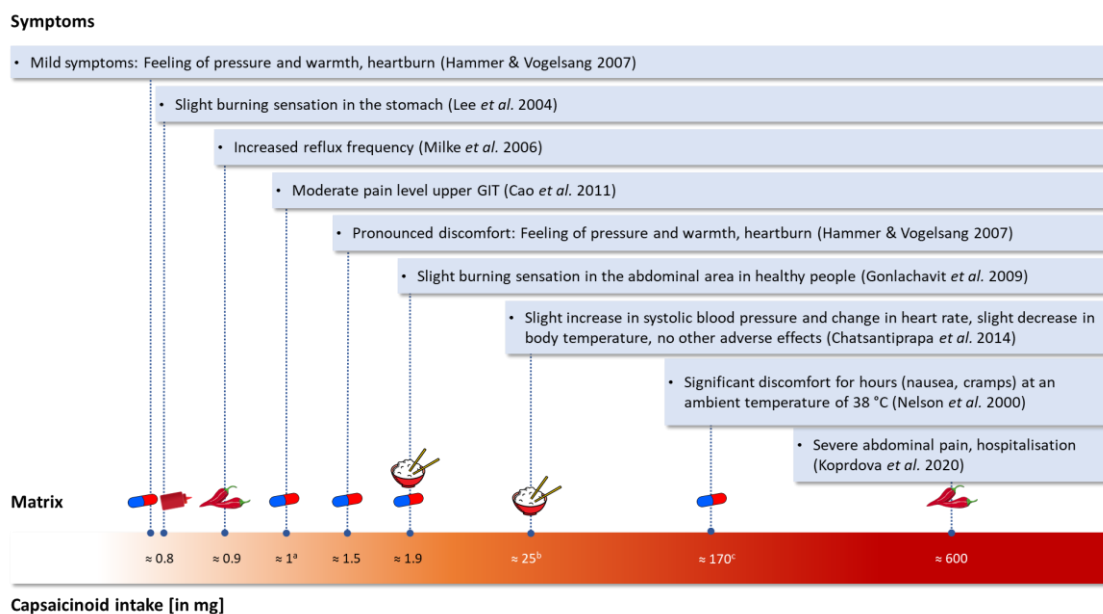 Symptoms
• Mild symptoms: Feeling of pressure and warmth, heartburn (Hammer & Vogelsang 2007)
• Slight burning sensation in the stomach (Lee et al. 2004)
• Increased reflux frequency (Milke et al. 2006)
• Moderate pain level upper GIT (Cao et al. 2011)
• Pronounced discomfort: Feeling of pressure and warmth, heartburn (Hammer & Vogelsang 2007)
• Slight burning sensation in the abdominal area in healthy people (Gonlachavit et al. 2009)
• Slight increase in systolic blood pressure and change in heart rate, slight decrease in
body temperature, no other adverse effects (Chatsantiprapa et al. 2014)
• Significant discomfort for hours (nausea, cramps) at an
ambient temperature of 38 °C (Nelson et al. 2000)
• Severe abdominal pain, hospitalisation
(Koprdova et al. 2020)
Matrix
≈ 0.8 ≈ 0.9 ≈ 1ᵃ ≈ 1.5 ≈ 1.9 ≈ 25ᵇ ≈ 170ᶜ ≈ 600
Capsaicinoid intake [in mg]